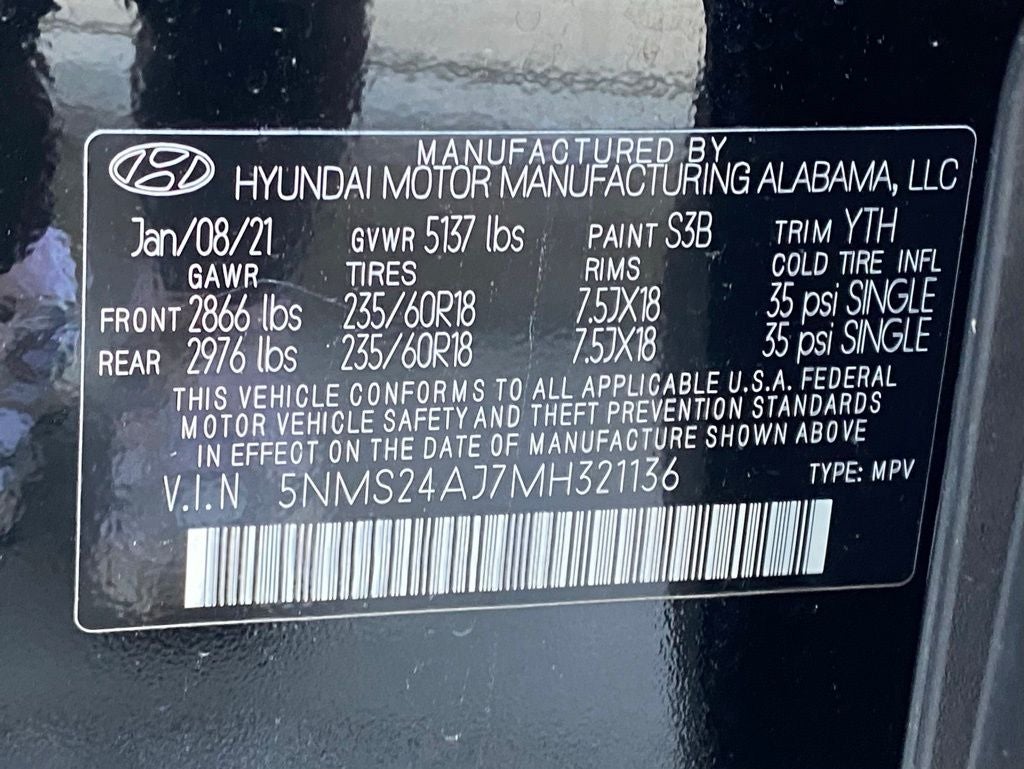 MANUFACTURED BY
HYUNDAI MOTOR MANUFACTURING ALABAMA, LLC
Jan/08/21 GVWR 5137 lbs PAINT S3B TRIM YTH
GAWR TIRES RIMS COLD TIRE INFL
FRONT 2866 lbs 235/60R18 7.5JX18 35 psi SINGLE
REAR 2976 lbs 235/60R18 7.5JX18 35 psi SINGLE
THIS VEHICLE CONFORMS TO ALL APPLICABLE U.S.A. FEDERAL
MOTOR VEHICLE SAFETY AND THEFT PREVENTION STANDARDS
IN EFFECT ON THE DATE OF MANUFACTURE SHOWN ABOVE
V.I.N 5NMS24AJ7MH321136 TYPE: MPV